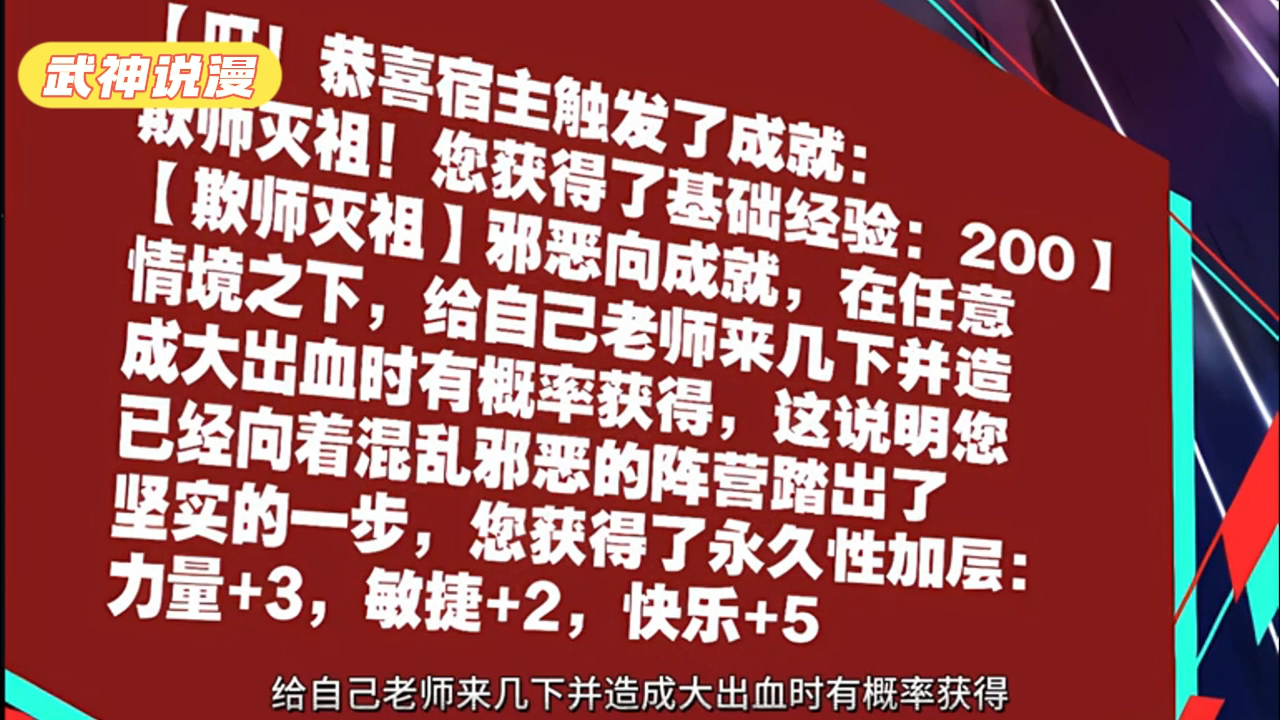 武神说漫
【叮！恭喜宿主触发了成就：
欺师灭祖！您获得了基础经验：200】
【欺师灭祖】邪恶向成就，在任意
情境之下，给自己老师来几下并造
成大出血时有概率获得，这说明您
已经向着混乱邪恶的阵营踏出了
坚实的一步，您获得了永久性加层：
力量+3，敏捷+2，快乐+5
给自己老师来几下并造成大出血时有概率获得